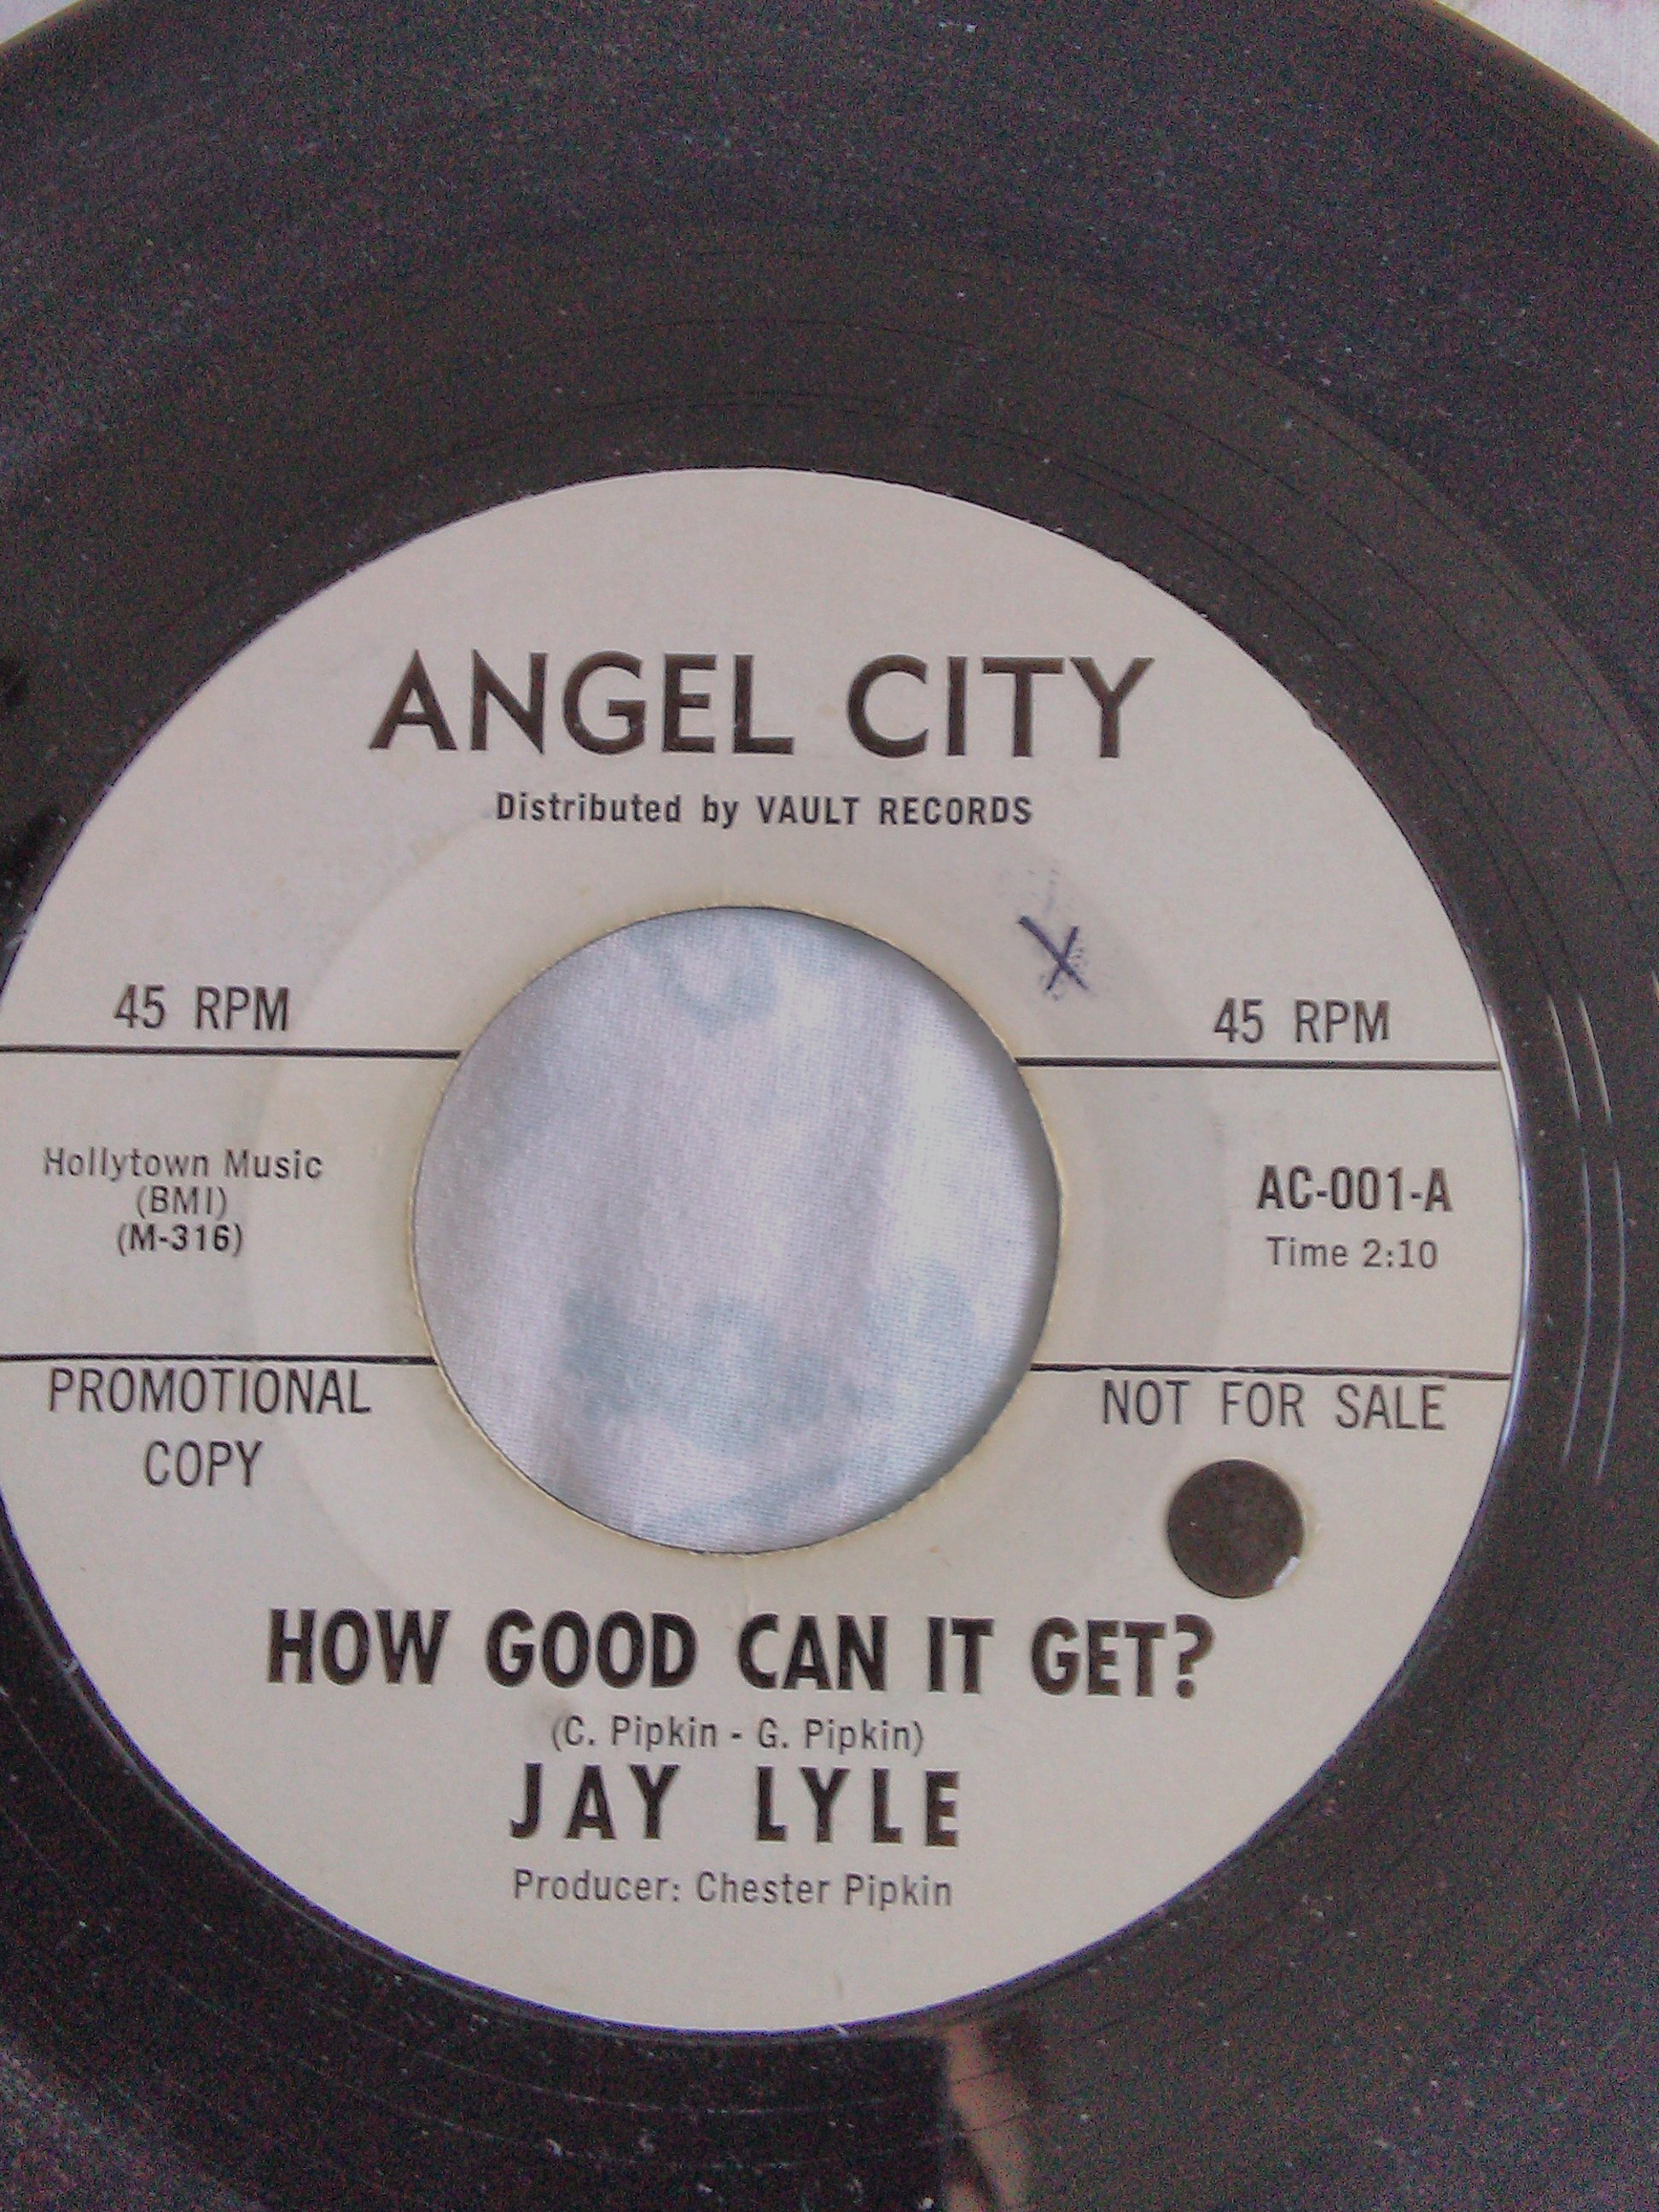 ANGEL CITY
Distributed by VAULT RECORDS
X
45 RPM
45 RPM
Hollytown Music
(BMI)
(M-316)
AC-001-A
Time 2:10
PROMOTIONAL
COPY
NOT FOR SALE
HOW GOOD CAN IT GET?
(C. Pipkin - G. Pipkin)
JAY LYLE
Producer: Chester Pipkin